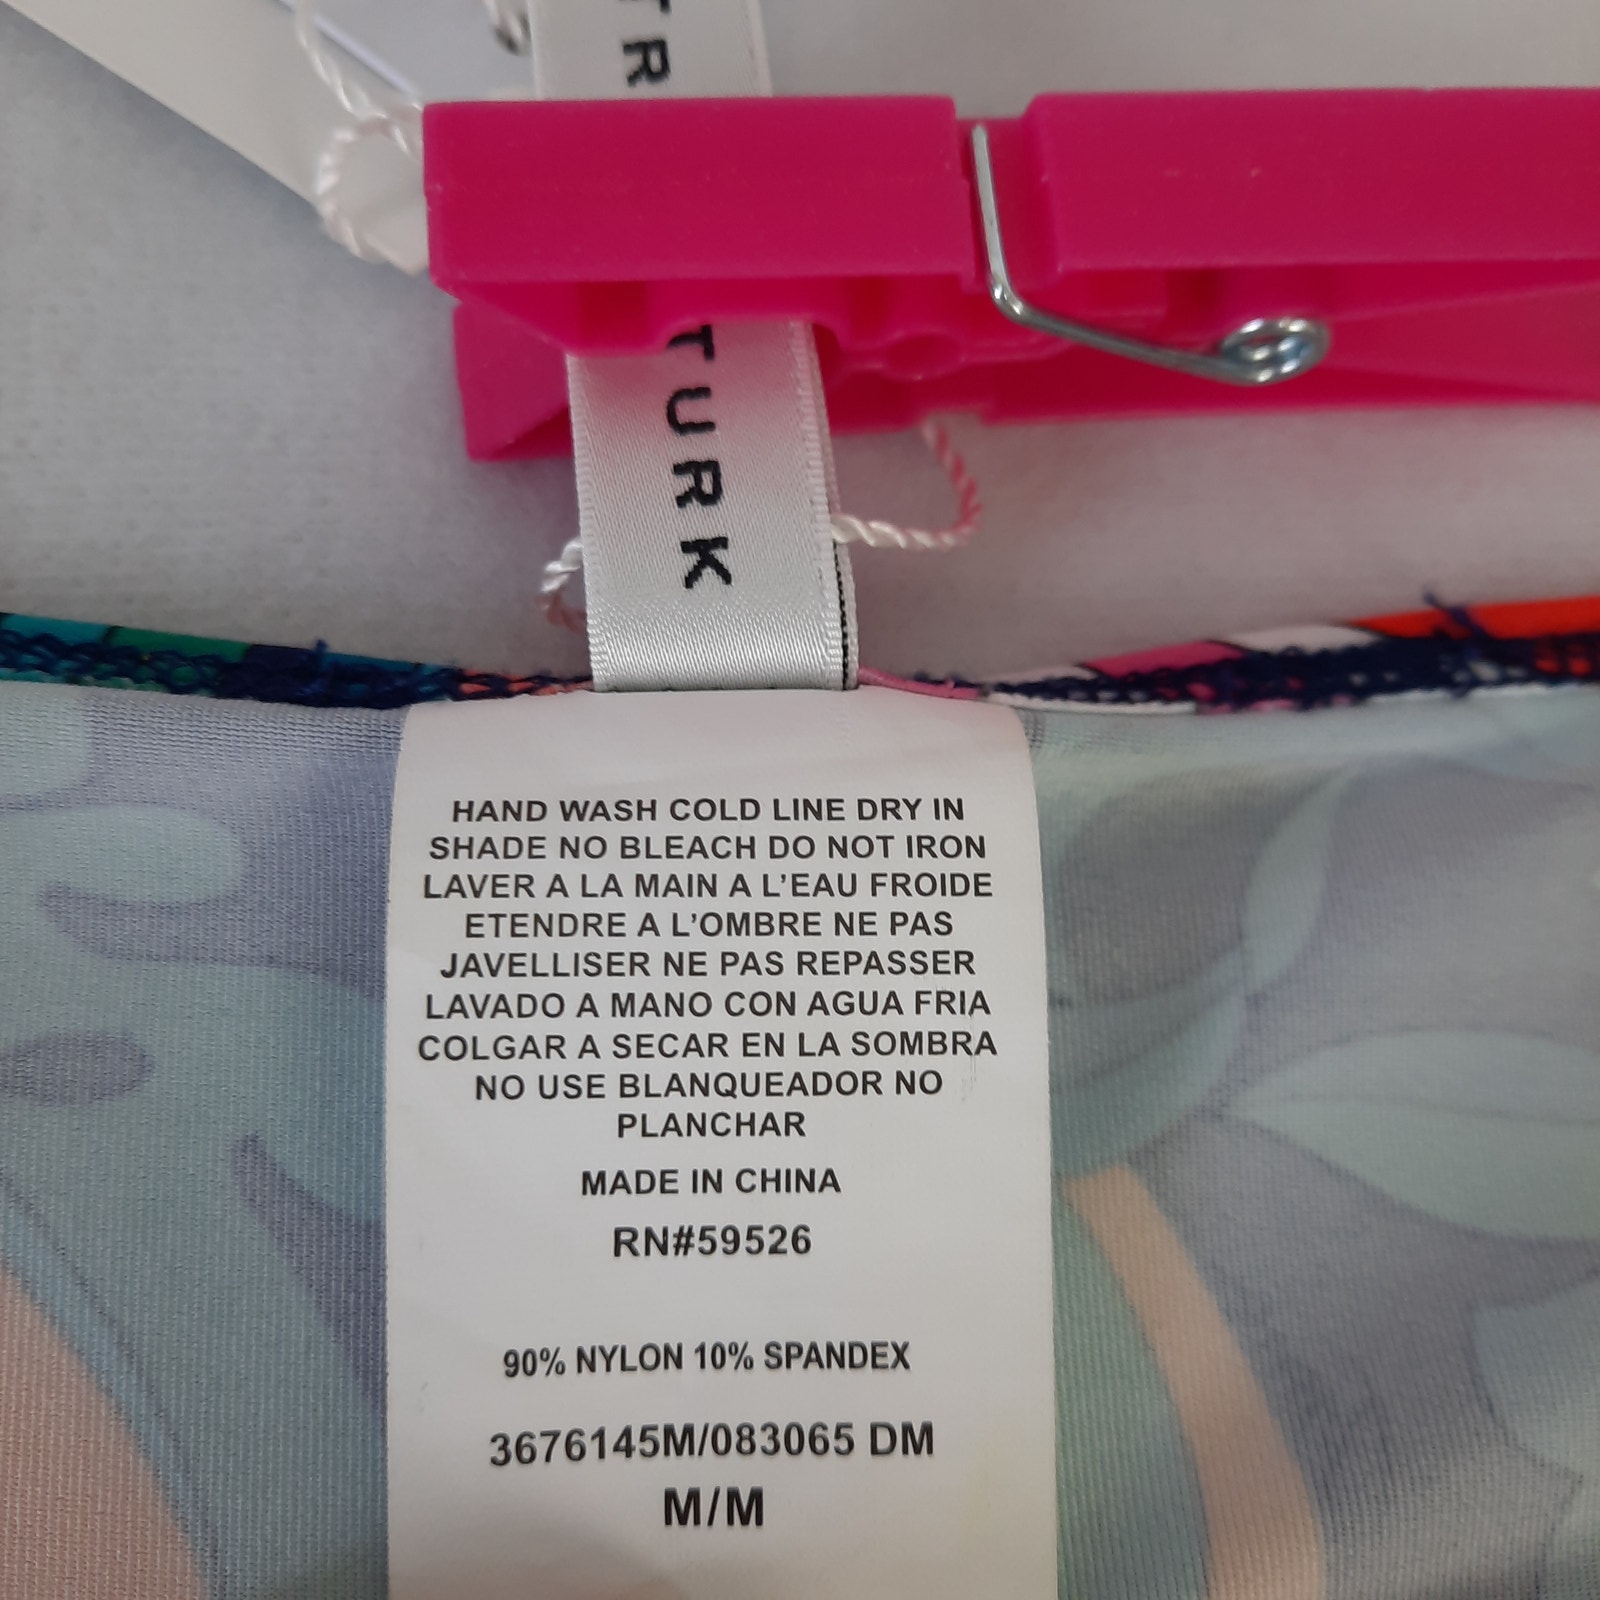 TR
TURK
HAND WASH COLD LINE DRY IN
SHADE NO BLEACH DO NOT IRON
LAVER A LA MAIN A L'EAU FROIDE
ETENDRE A L'OMBRE NE PAS
JAVELLISER NE PAS REPASSER
LAVADO A MANO CON AGUA FRIA
COLGAR A SECAR EN LA SOMBRA
NO USE BLANQUEADOR NO
PLANCHAR
MADE IN CHINA
RN#59526
90% NYLON 10% SPANDEX
3676145M/083065 DM
M/M